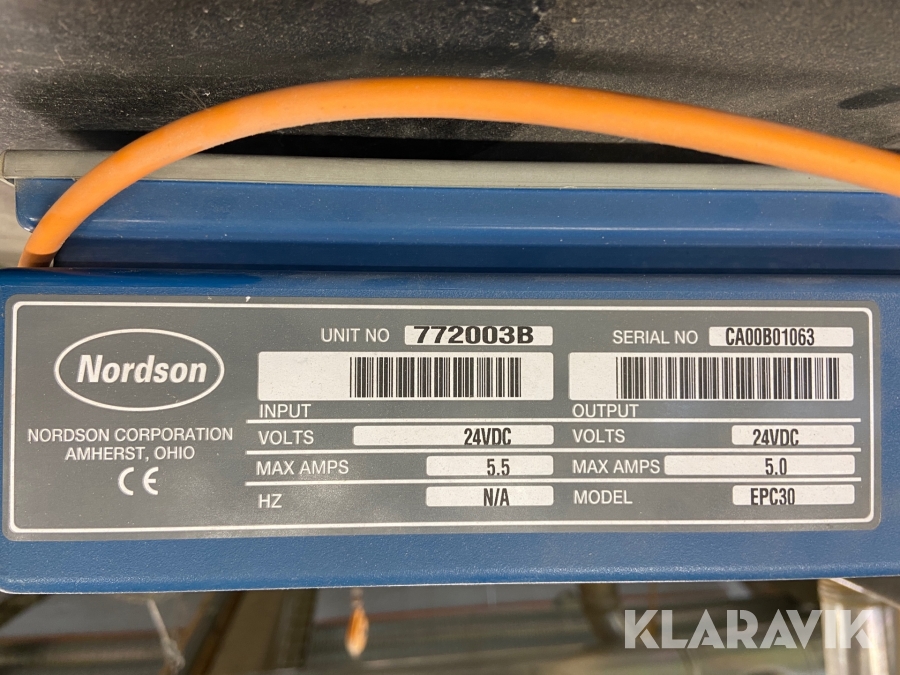 Nordson
NORDSON CORPORATION
AMHERST, OHIO
CE
UNIT NO 772003B
SERIAL NO CA00B01063
INPUT
VOLTS 24VDC
MAX AMPS 5.5
HZ N/A
OUTPUT
VOLTS 24VDC
MAX AMPS 5.0
MODEL EPC30
KLARAVIK